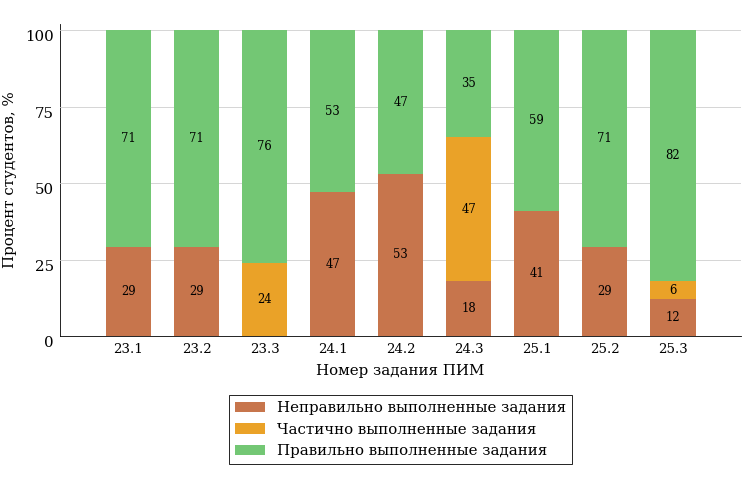 Процент студентов, %
100
75
50
25
0
71 71 76 53 47 35 59 71 82
29 29 24 47 53 47 18 41 29 6 12
23.1 23.2 23.3 24.1 24.2 24.3 25.1 25.2 25.3
Номер задания ПИМ
Неправильно выполненные задания
Частично выполненные задания
Правильно выполненные задания